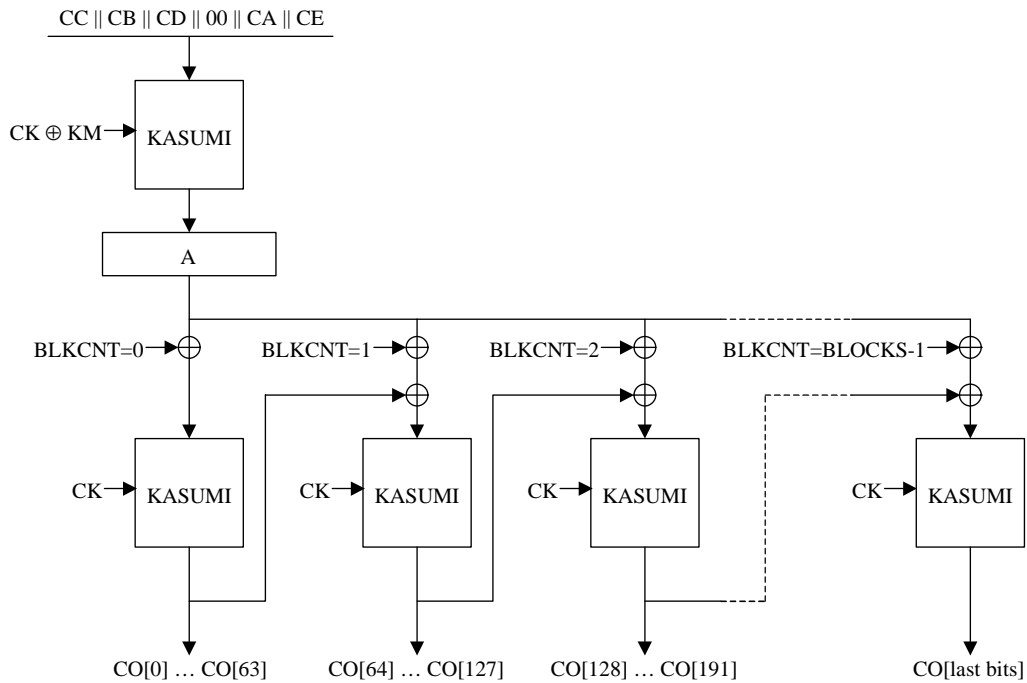 CC || CB || CD || 00 || CA || CE
CK ⊕ KM
KASUMI
A
BLKCNT=0
BLKCNT=1
BLKCNT=2
BLKCNT=BLOCKS-1
CK
KASUMI
CK
KASUMI
CK
KASUMI
CK
KASUMI
CO[0] … CO[63]
CO[64] … CO[127]
CO[128] … CO[191]
CO[last bits]